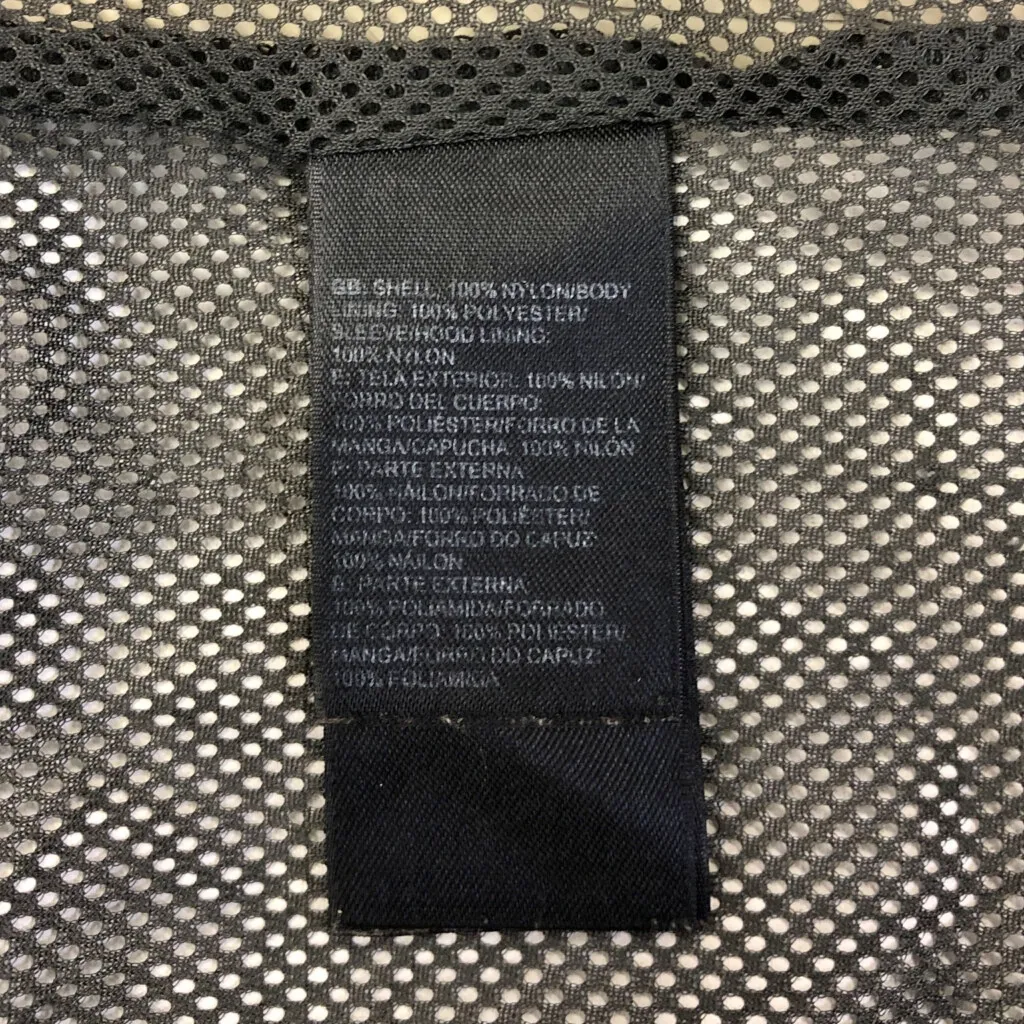 GB: SHELL: 100% NYLON/BODY
LINING: 100% POLYESTER/
SLEEVE/HOOD LINING:
100% NYLON
E: TELA EXTERIOR: 100% NILÓN/
FORRO DEL CUERPO:
100% POLIÉSTER/FORRO DE LA
MANGA/CAPUCHA: 100% NILÓN
P: PARTE EXTERNA
100% NÁILON/FORRADO DE
CORPO: 100% POLIÉSTER/
MANGA/FORRO DO CAPUZ:
100% NÁILON
B: PARTE EXTERNA
100% POLIAMIDA/FORRADO
DE CORPO: 100% POLIESTER/
MANGA/FORRO DO CAPUZ:
100% POLIAMIDA